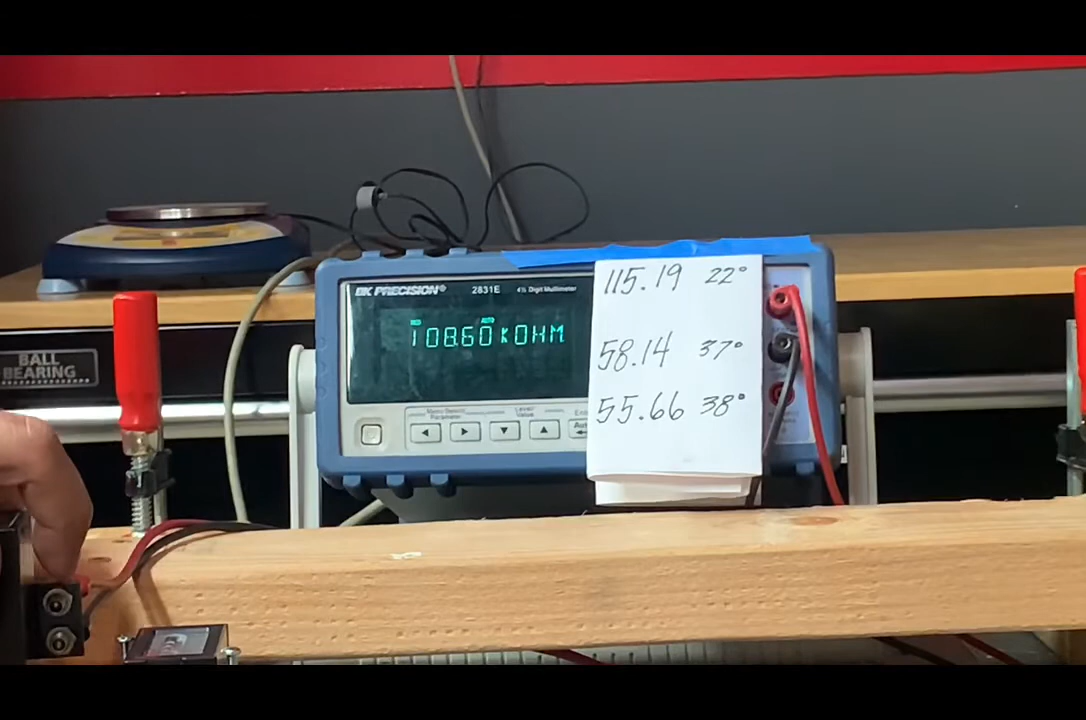 BK PRECISION® 2831E 4½ Digit Multimeter
AUTO
108.60 KOHM
115.19 22°
58.14 37°
55.66 38°
BALL
BEARING